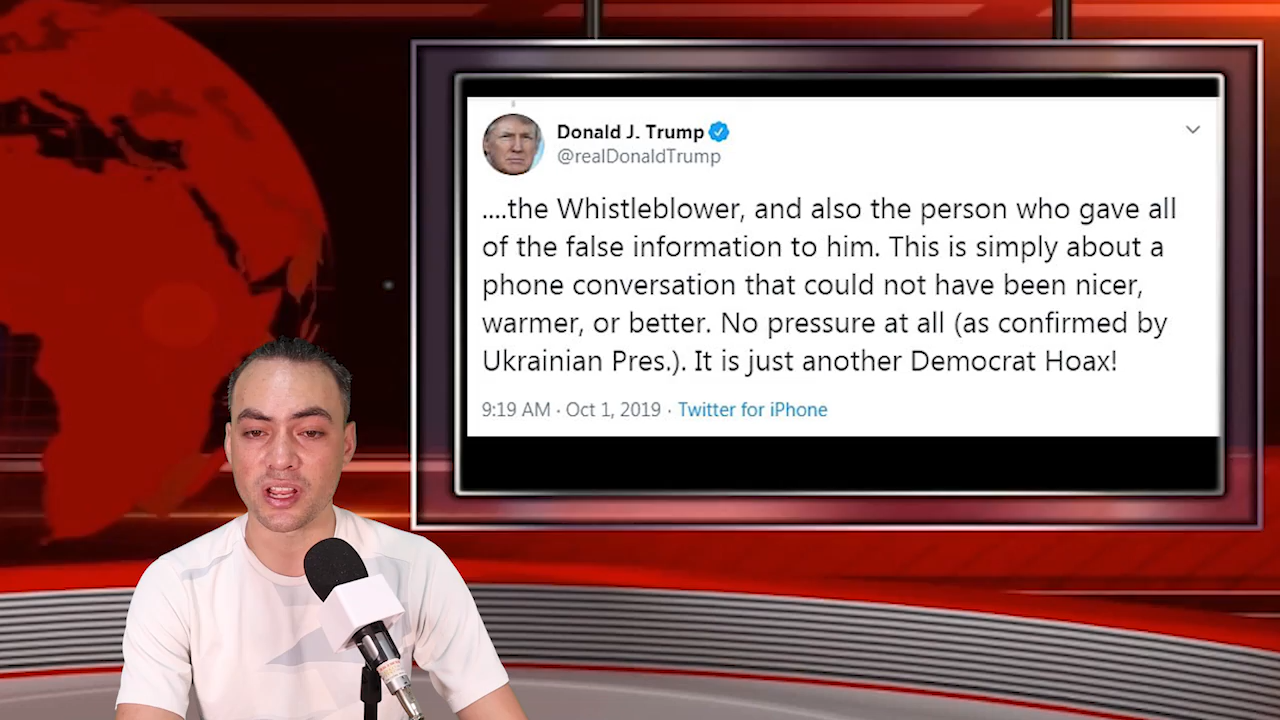 Donald J. Trump
@realDonaldTrump
....the Whistleblower, and also the person who gave all
of the false information to him. This is simply about a
phone conversation that could not have been nicer,
warmer, or better. No pressure at all (as confirmed by
Ukrainian Pres.). It is just another Democrat Hoax!
9:19 AM · Oct 1, 2019 · Twitter for iPhone